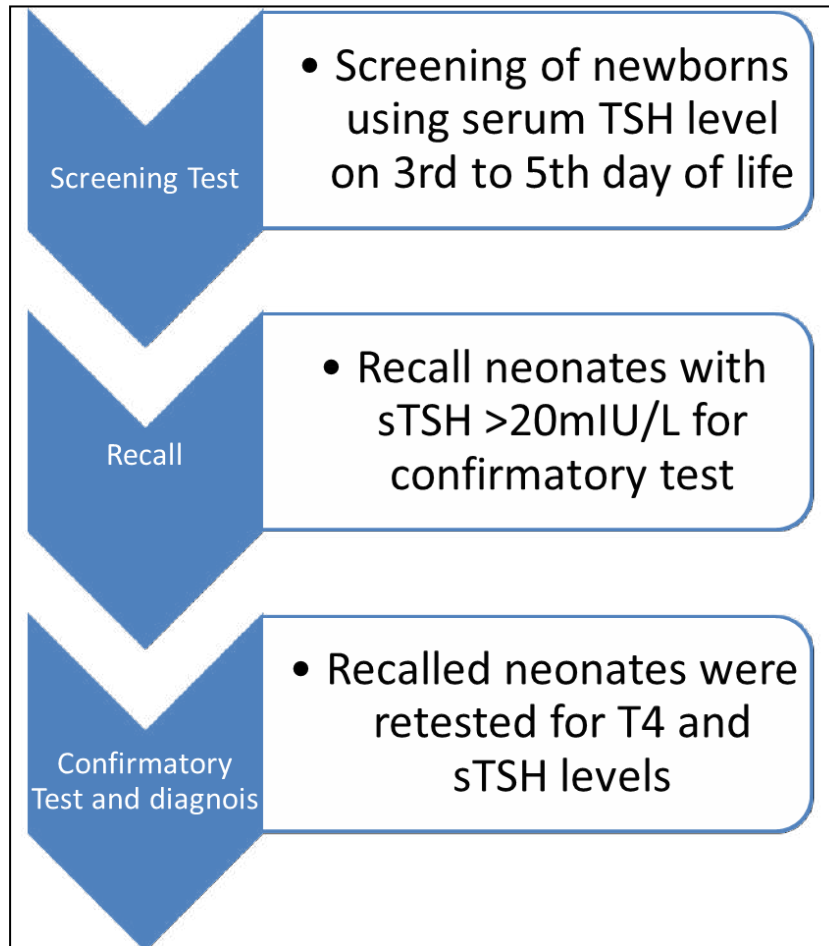 Screening Test
• Screening of newborns
using serum TSH level
on 3rd to 5th day of life
Recall
• Recall neonates with
sTSH >20mIU/L for
confirmatory test
Confirmatory
Test and diagnois
• Recalled neonates were
retested for T4 and
sTSH levels